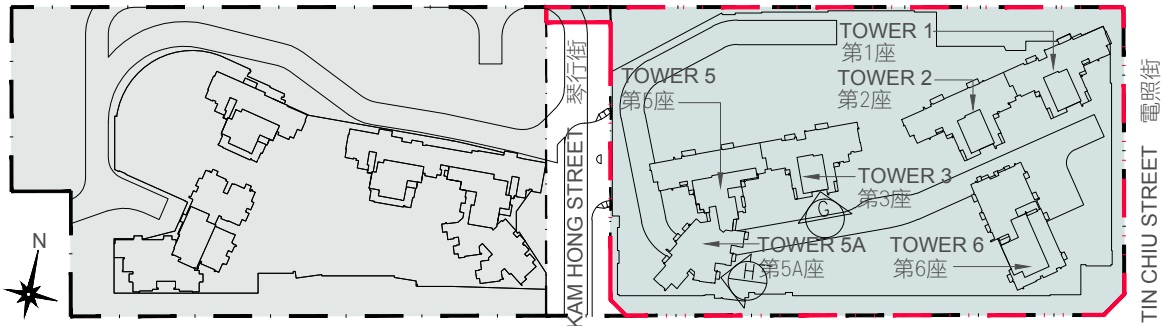 TOWER 1
第1座
TOWER 2
第2座
TOWER 5
第5座
TOWER 3
第3座
G
TOWER 5A
第5A座
H
TOWER 6
第6座
琴行街
KAM HONG STREET
電照街
TIN CHIU STREET
N